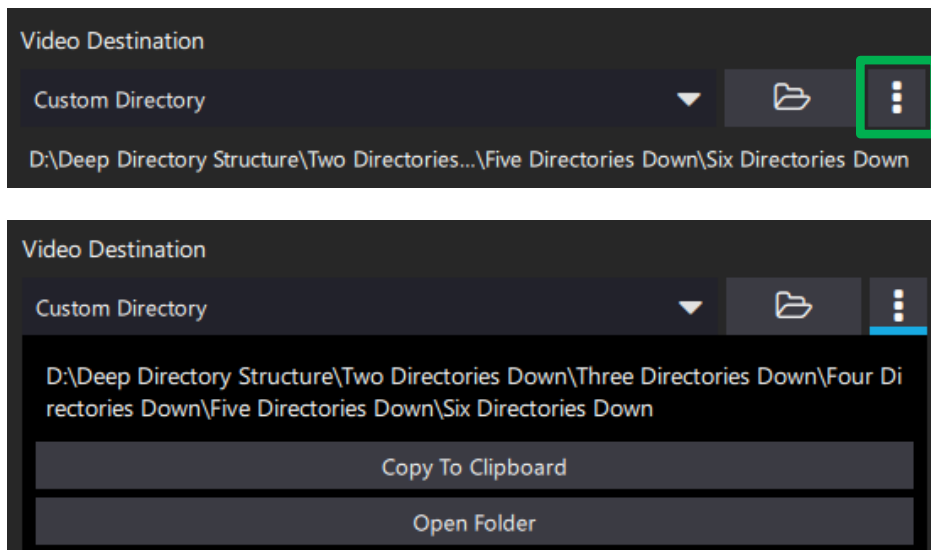 Video Destination
Custom Directory
D:\Deep Directory Structure\Two Directories...\Five Directories Down\Six Directories Down
Video Destination
Custom Directory
D:\Deep Directory Structure\Two Directories Down\Three Directories Down\Four Di
rectories Down\Five Directories Down\Six Directories Down
Copy To Clipboard
Open Folder